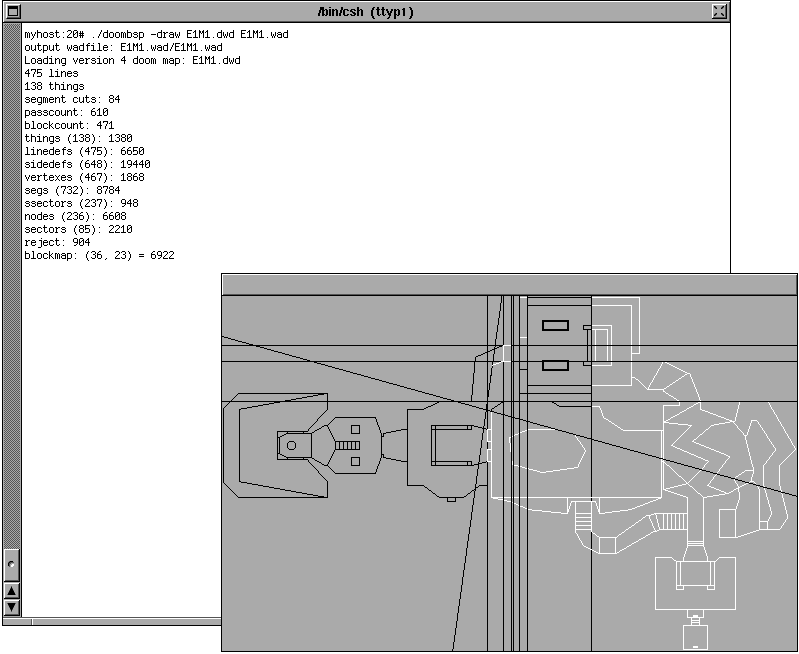 /bin/csh (ttyp1)
myhost:20# ./doombsp -draw E1M1.dwd E1M1.wad
output wadfile: E1M1.wad/E1M1.wad
Loading version 4 doom map: E1M1.dwd
475 lines
138 things
segment cuts: 84
passcount: 610
blockcount: 471
things (138): 1380
linedefs (475): 6650
sidedefs (648): 19440
vertexes (467): 1868
segs (732): 8784
ssectors (237): 948
nodes (236): 6608
sectors (85): 2210
reject: 904
blockmap: (36, 23) = 6922